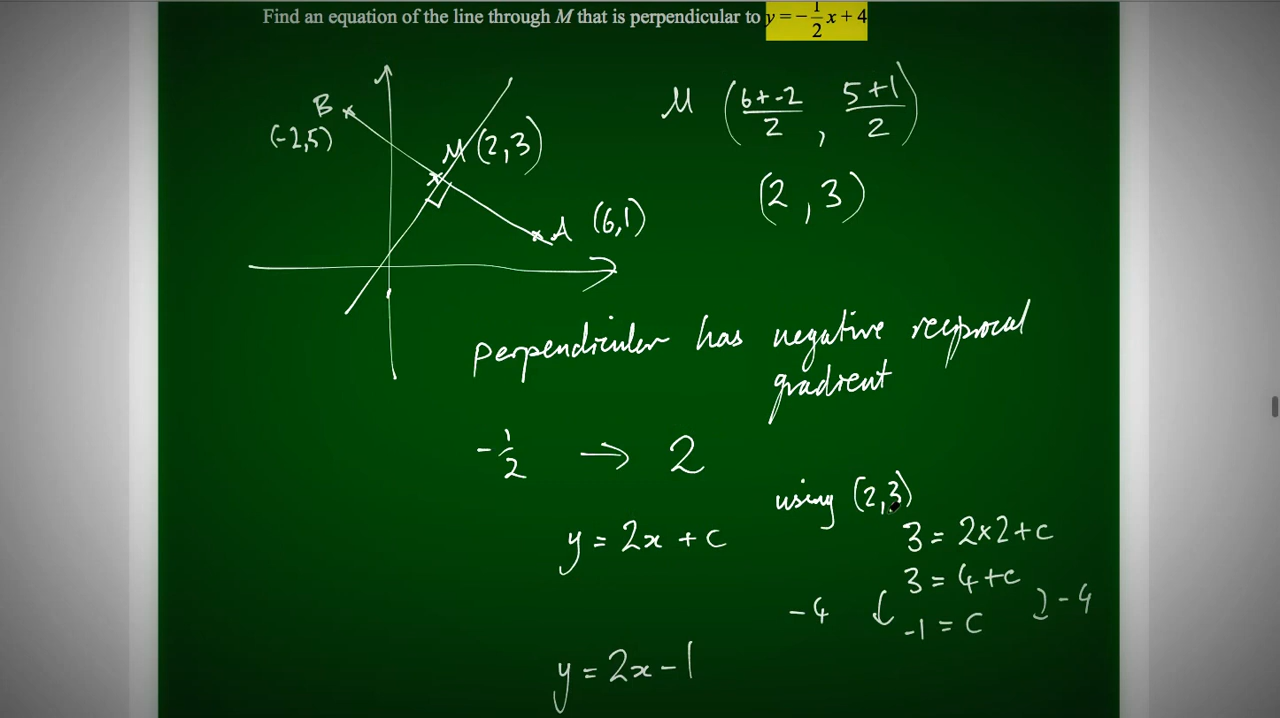 Find an equation of the line through M that is perpendicular to y = -1/2 x + 4
B
(-2,5)
M (2,3)
A (6,1)
M ((6+-2)/2 , (5+1)/2)
(2 , 3)
perpendicular has negative reciprocal
gradient
-1/2 → 2
using (2,3)
y = 2x + c
3 = 2×2+c
3 = 4+c
-4
-4
-1 = c
y = 2x - 1